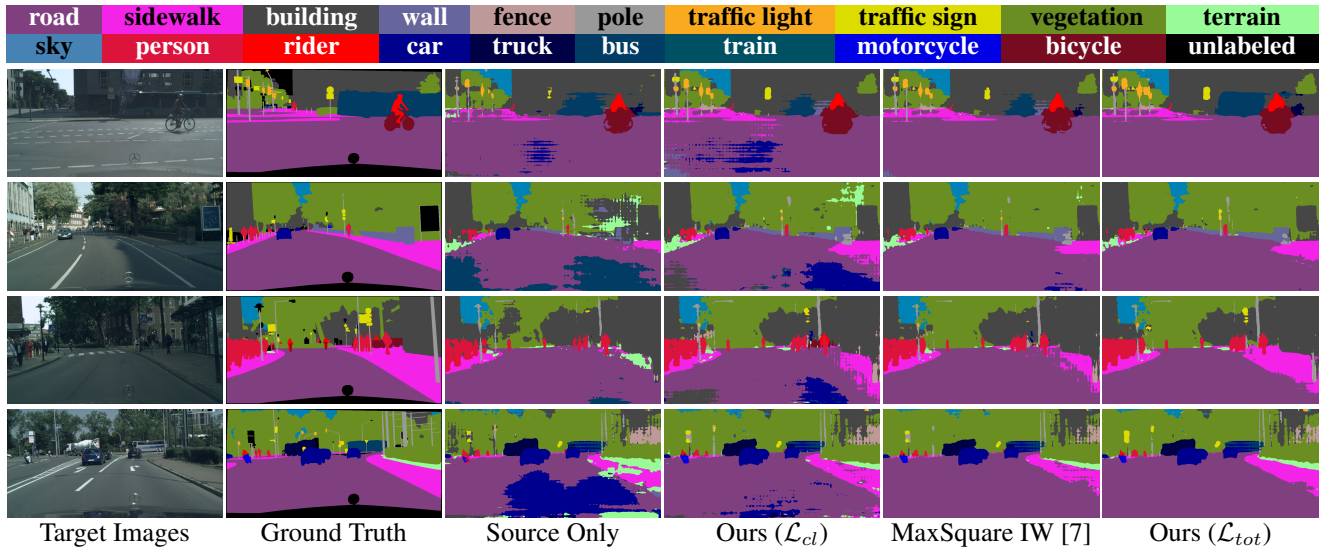 road sidewalk building wall fence pole traffic light traffic sign vegetation terrain
sky person rider car truck bus train motorcycle bicycle unlabeled
Target Images Ground Truth Source Only Ours (ℒ_cl) MaxSquare IW [7] Ours (ℒ_tot)